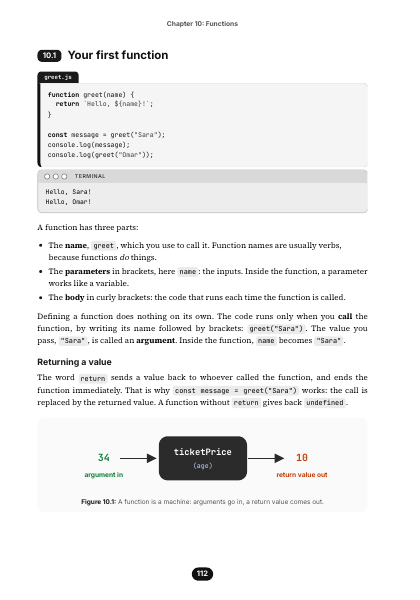 Chapter 10: Functions
10.1 Your first function
greet.js
function greet(name) {
  return `Hello, ${name}!`;
}
const message = greet("Sara");
console.log(message);
console.log(greet("Omar"));
TERMINAL
Hello, Sara!
Hello, Omar!
A function has three parts:
• The name, greet, which you use to call it. Function names are usually verbs,
because functions do things.
• The parameters in brackets, here name: the inputs. Inside the function, a parameter
works like a variable.
• The body in curly brackets: the code that runs each time the function is called.
Defining a function does nothing on its own. The code runs only when you call the
function, by writing its name followed by brackets: greet("Sara"). The value you
pass, "Sara", is called an argument. Inside the function, name becomes "Sara".
Returning a value
The word return sends a value back to whoever called the function, and ends the
function immediately. That is why const message = greet("Sara") works: the call is
replaced by the returned value. A function without return gives back undefined.
34 ticketPrice 10
(age)
argument in return value out
Figure 10.1: A function is a machine: arguments go in, a return value comes out.
112